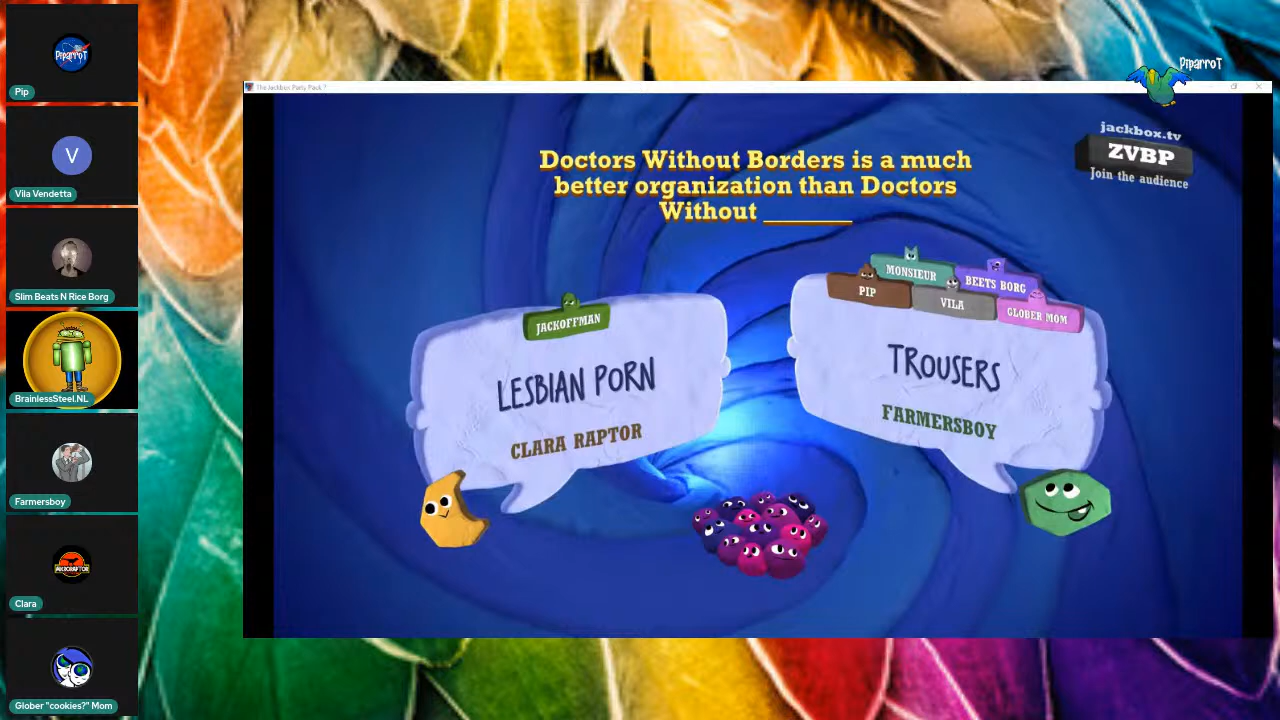 PiparroT
Pip
V
Vila Vendetta
Slim Beats N Rice Borg
BrainlessSteel.NL
Farmersboy
Clara
Glober "cookies?" Mom
The Jackbox Party Pack 7
PiparroT
jackbox.tv
ZVBP
Join the audience
Doctors Without Borders is a much
better organization than Doctors
Without ________
JACKOFFMAN
LESBIAN PORN
CLARA RAPTOR
MONSIEUR
BEETS BORG
PIP
VILA
GLOBER MOM
TROUSERS
FARMERSBOY